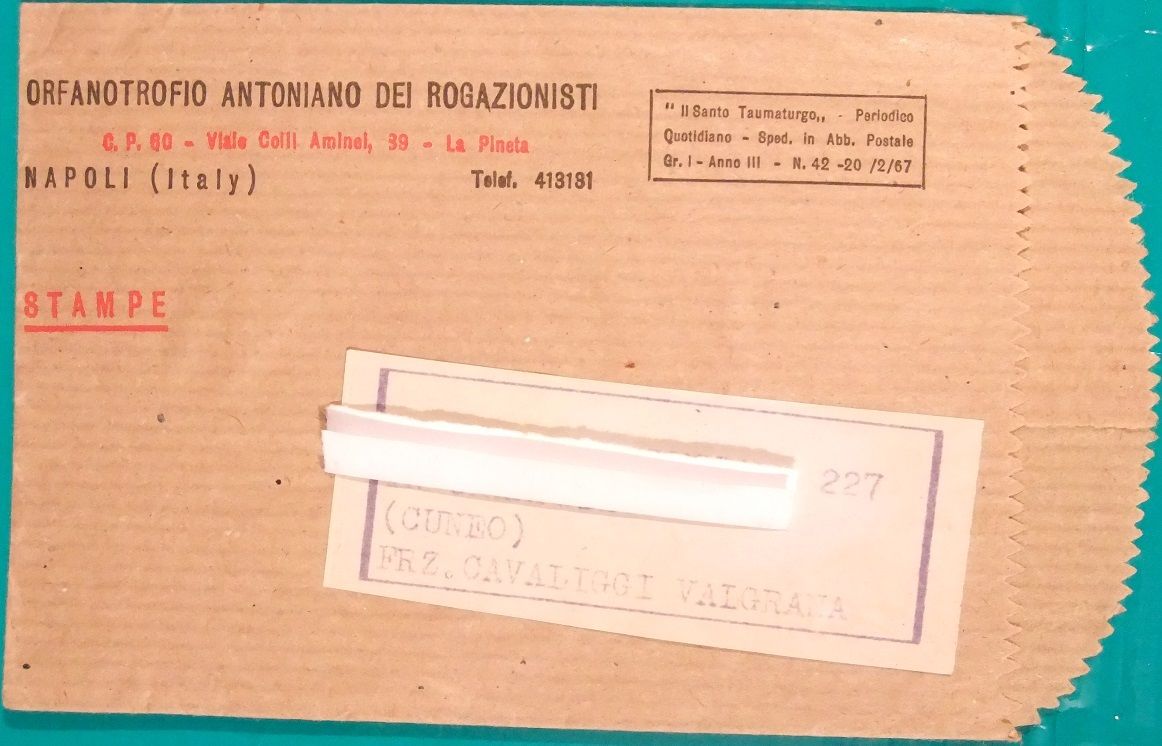 ORFANOTROFIO ANTONIANO DEI ROGAZIONISTI
C. P. 60 - Viale Colli Aminei, 39 - La Pineta
NAPOLI (Italy) Telef. 413131
" Il Santo Taumaturgo,, - Periodico
Quotidiano - Sped. in Abb. Postale
Gr. I - Anno III - N. 42 -20 /2/67
STAMPE
227
(CUNEO)
FRZ. CAVALIGGI VALGRANA